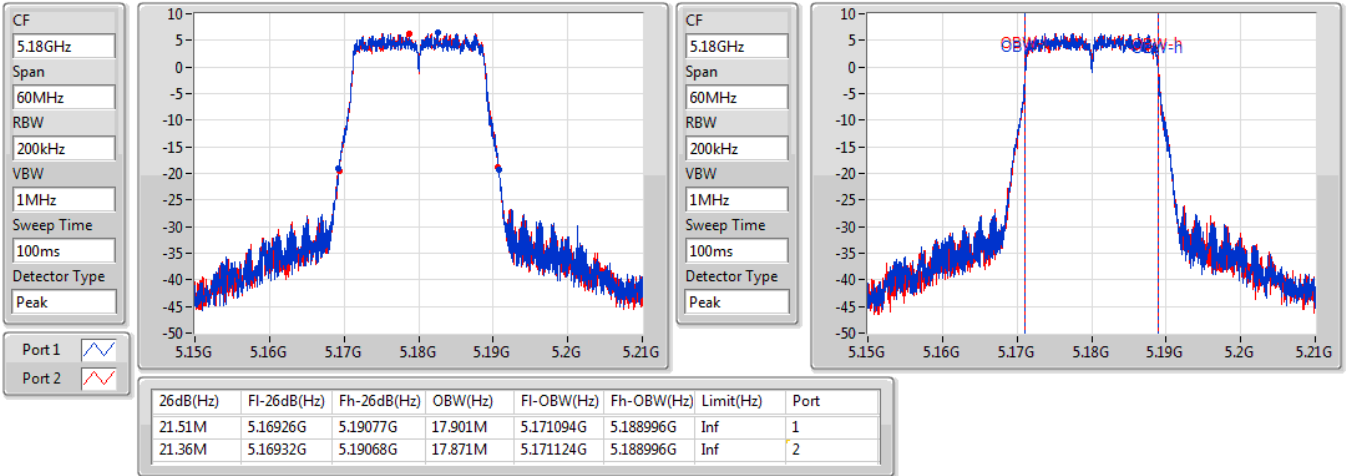 CF
5.18GHz
Span
60MHz
RBW
200kHz
VBW
1MHz
Sweep Time
100ms
Detector Type
Peak
Port 1
Port 2
10
5
0
-5
-10
-15
-20
-25
-30
-35
-40
-45
-50
5.15G 5.16G 5.17G 5.18G 5.19G 5.2G 5.21G
CF
5.18GHz
Span
60MHz
RBW
200kHz
VBW
1MHz
Sweep Time
100ms
Detector Type
Peak
10
5
0
-5
-10
-15
-20
-25
-30
-35
-40
-45
-50
OBW-h
5.15G 5.16G 5.17G 5.18G 5.19G 5.2G 5.21G
26dB(Hz) Fl-26dB(Hz) Fh-26dB(Hz) OBW(Hz) Fl-OBW(Hz) Fh-OBW(Hz) Limit(Hz) Port
21.51M 5.16926G 5.19077G 17.901M 5.171094G 5.188996G Inf 1
21.36M 5.16932G 5.19068G 17.871M 5.171124G 5.188996G Inf 2